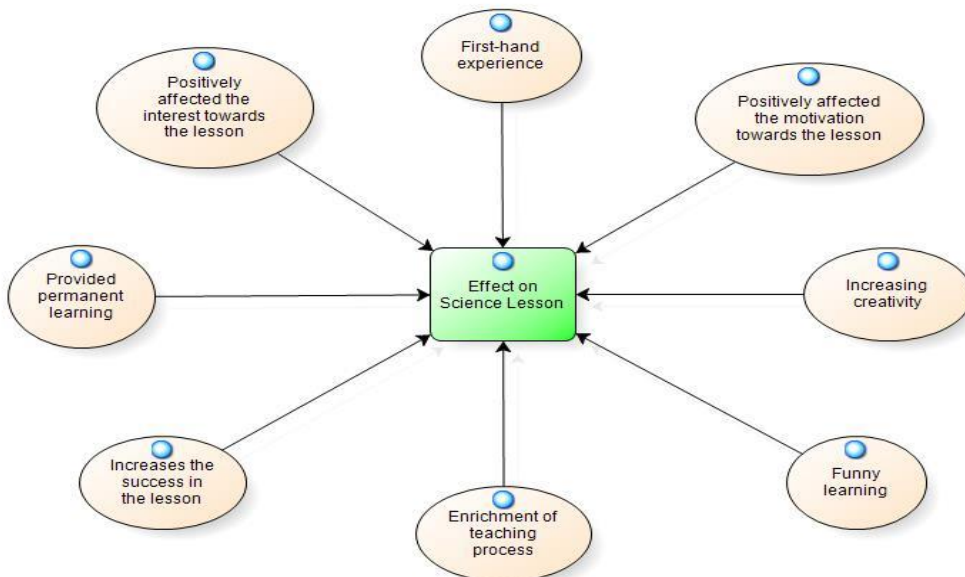 First-hand
experience
Positively
affected the
interest towards
the lesson
Positively affected
the motivation
towards the lesson
Provided
permanent
learning
Effect on
Science Lesson
Increasing
creativity
Increases the
success in
the lesson
Enrichment of
teaching
process
Funny
learning